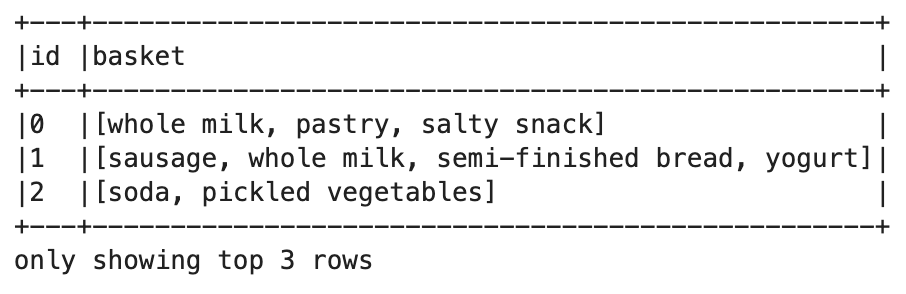 +---+--------------------------------------------------+
|id |basket                                            |
+---+--------------------------------------------------+
|0  |[whole milk, pastry, salty snack]                 |
|1  |[sausage, whole milk, semi-finished bread, yogurt]|
|2  |[soda, pickled vegetables]                        |
+---+--------------------------------------------------+
only showing top 3 rows